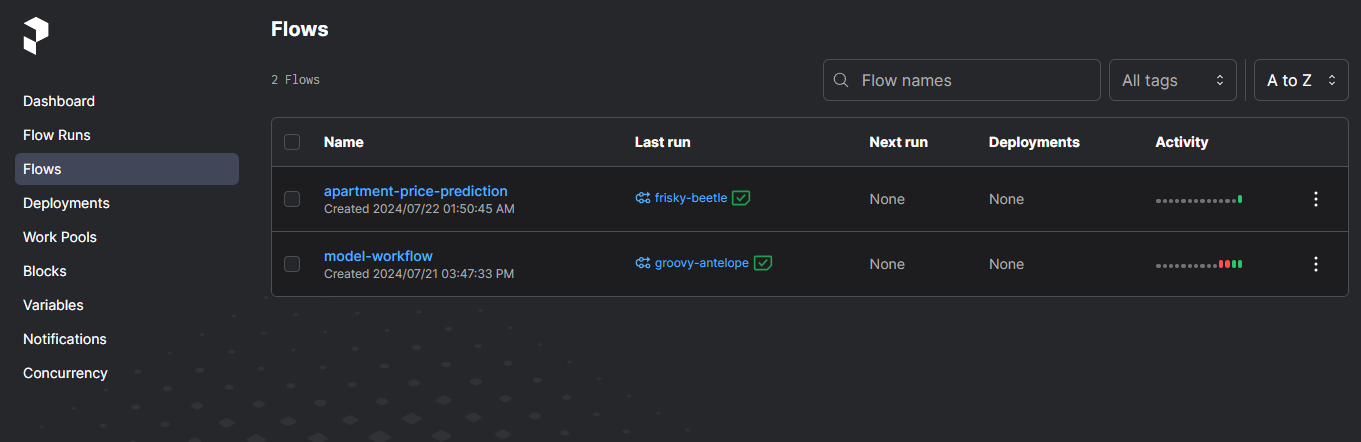 Flows
2 Flows
Flow names
All tags
A to Z
Dashboard
Flow Runs
Flows
Deployments
Work Pools
Blocks
Variables
Notifications
Concurrency
Name Last run Next run Deployments Activity
apartment-price-prediction frisky-beetle None None
Created 2024/07/22 01:50:45 AM
model-workflow groovy-antelope None None
Created 2024/07/21 03:47:33 PM